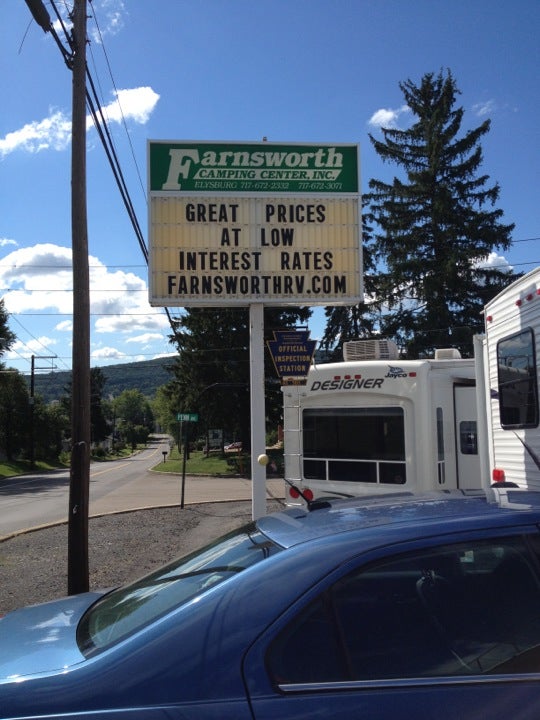 Farnsworth
CAMPING CENTER, INC.
ELYSBURG 717-672-2332 717-672-3071
GREAT PRICES
AT LOW
INTEREST RATES
FARNSWORTHRV.COM
OFFICIAL
INSPECTION
STATION
DESIGNER
Jayco